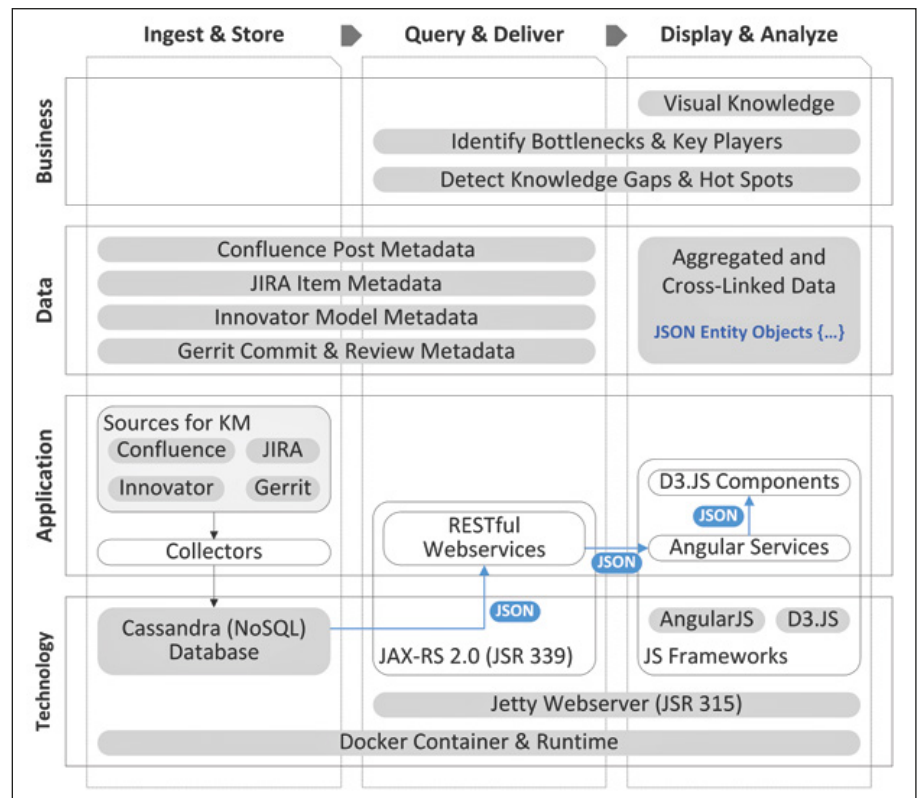 Ingest & Store
Query & Deliver
Display & Analyze
Business
Visual Knowledge
Identify Bottlenecks & Key Players
Detect Knowledge Gaps & Hot Spots
Data
Confluence Post Metadata
JIRA Item Metadata
Innovator Model Metadata
Gerrit Commit & Review Metadata
Aggregated and
Cross-Linked Data
JSON Entity Objects {...}
Application
Sources for KM
Confluence
JIRA
Innovator
Gerrit
Collectors
RESTful
Webservices
JSON
D3.JS Components
JSON
Angular Services
Technology
Cassandra (NoSQL)
Database
JSON
JAX-RS 2.0 (JSR 339)
AngularJS
D3.JS
JS Frameworks
Jetty Webserver (JSR 315)
Docker Container & Runtime